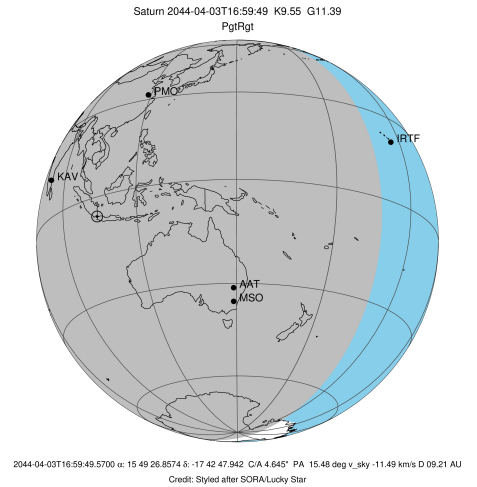 Saturn 2044-04-03T16:59:49 K9.55 G11.39
PgtRgt
PMO
IRTF
KAV
AAT
MSO
2044-04-03T16:59:49.5700 α: 15 49 26.8574 δ: -17 42 47.942 C/A 4.645" PA 15.48 deg v_sky -11.49 km/s D 09.21 AU
Credit: Styled after SORA/Lucky Star